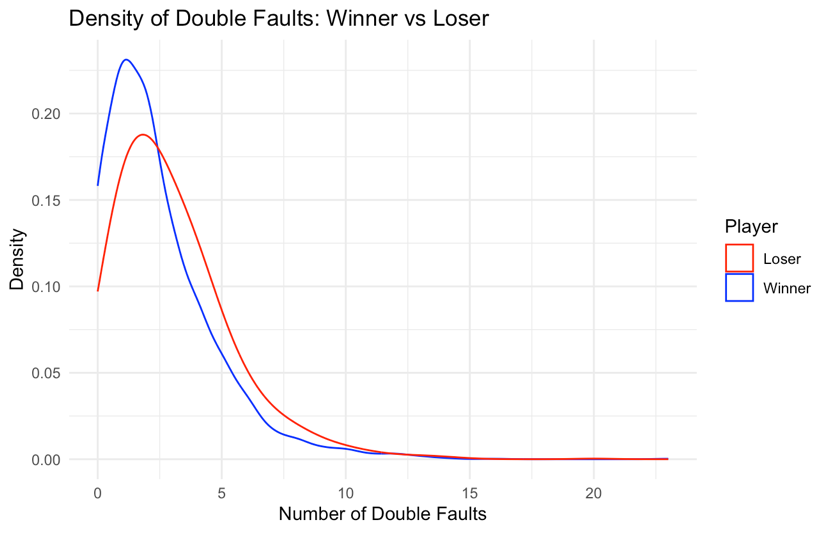 Density of Double Faults: Winner vs Loser
0.20
0.15
0.10
0.05
0.00
Density
0
5
10
15
20
Number of Double Faults
Player
Loser
Winner